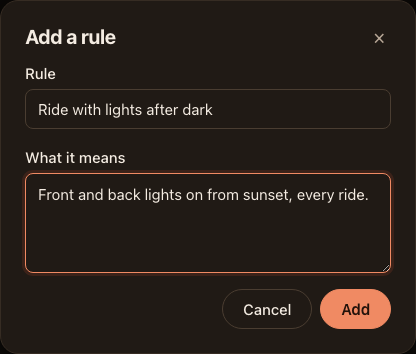 Add a rule
×
Rule
Ride with lights after dark
What it means
Front and back lights on from sunset, every ride.
Cancel
Add